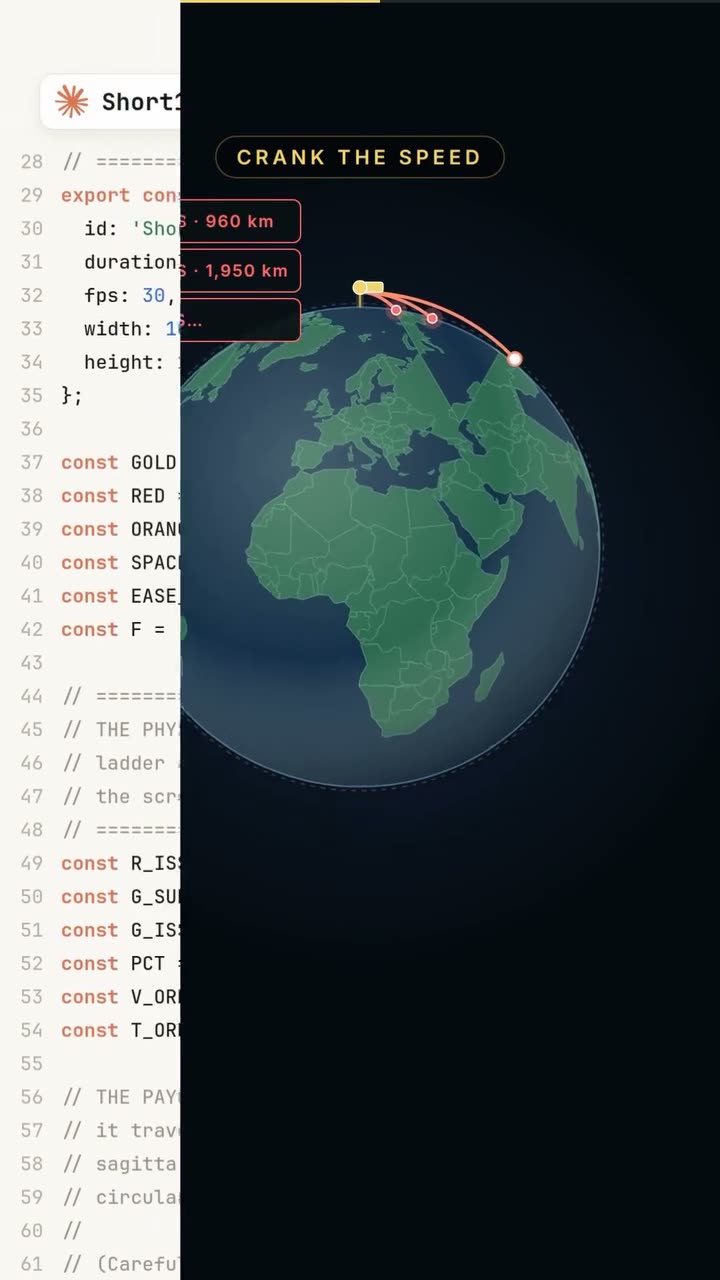 Short1
28 // =======
29 export con
30 id: 'Sho
31 duration
32 fps: 30,
33 width: 1
34 height:
35 };
36
37 const GOLD
38 const RED
39 const ORAN
40 const SPAC
41 const EASE_
42 const F =
43
44 // =======
45 // THE PHY
46 // ladder
47 // the scr
48 // =======
49 const R_IS
50 const G_SU
51 const G_IS
52 const PCT =
53 const V_OR
54 const T_OR
55
56 // THE PAY
57 // it trav
58 // sagitta
59 // circula
60 //
61 // (Careful
CRANK THE SPEED
S · 960 km
S · 1,950 km
S...